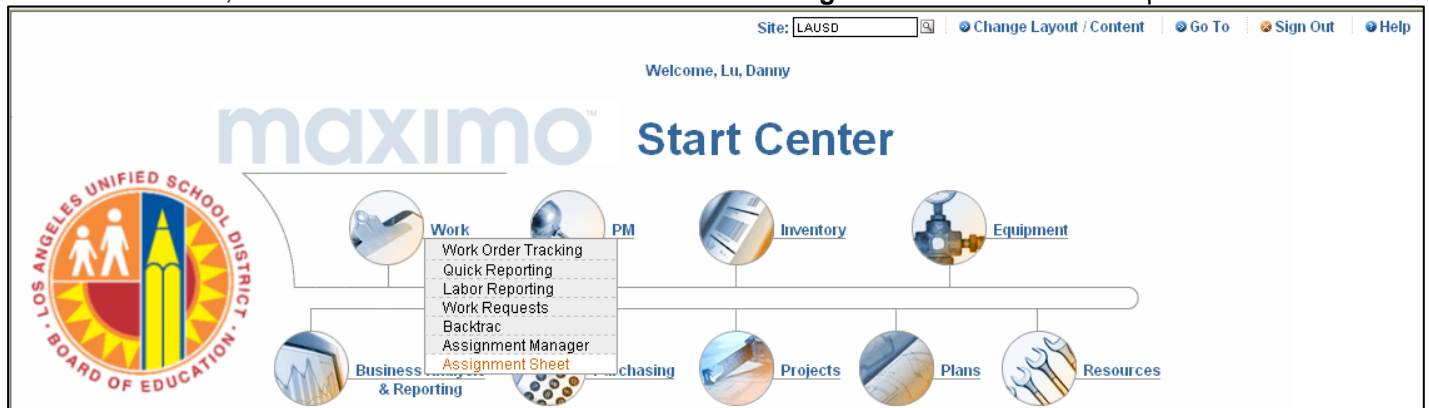 Site: LAUSD Change Layout / Content Go To Sign Out Help
Welcome, Lu, Danny
maximo™ Start Center
LOS ANGELES UNIFIED SCHOOL DISTRICT · BOARD OF EDUCATION
Work PM Inventory Equipment
Work Order Tracking
Quick Reporting
Labor Reporting
Work Requests
Backtrac
Assignment Manager
Assignment Sheet
Business
& Reporting
chasing Projects Plans Resources